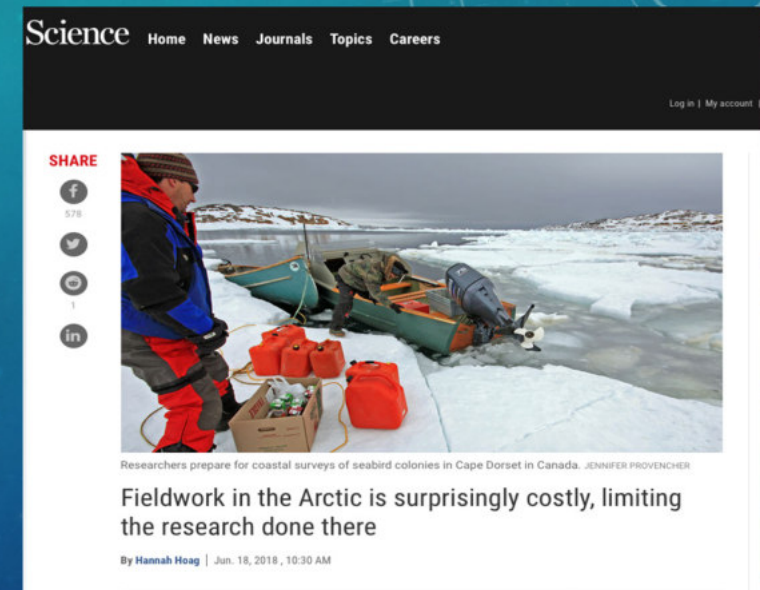 Science Home News Journals Topics Careers
Log in | My account |
SHARE
578
1
in
Researchers prepare for coastal surveys of seabird colonies in Cape Dorset in Canada. JENNIFER PROVENCHER
Fieldwork in the Arctic is surprisingly costly, limiting
the research done there
By Hannah Hoag | Jun. 18, 2018 , 10:30 AM